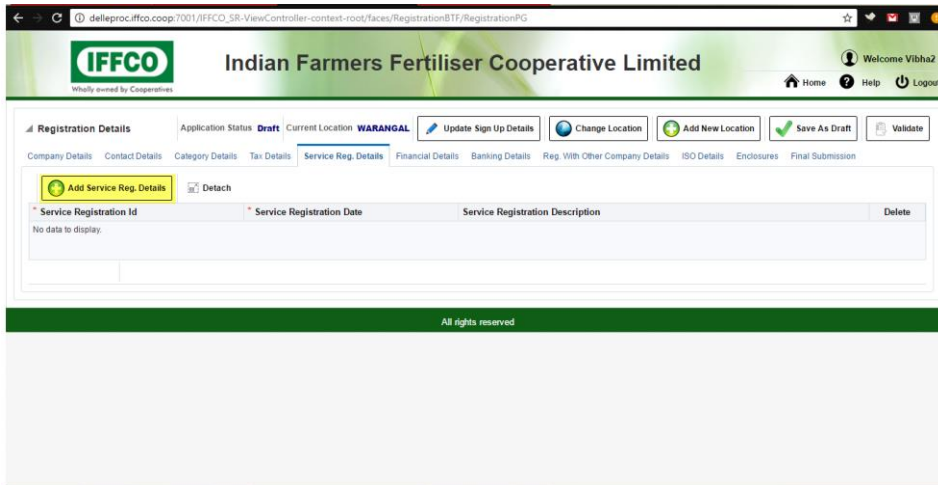 delleproc.iffco.coop:7001/IFFCO_SR-ViewController-context-root/faces/RegistrationBTF/RegistrationPG
IFFCO
Wholly owned by Cooperatives
Indian Farmers Fertiliser Cooperative Limited
Welcome Vibha2
Home Help Logout
Registration Details Application Status Draft Current Location WARANGAL Update Sign Up Details Change Location Add New Location Save As Draft Validate
Company Details Contact Details Category Details Tax Details Service Reg. Details Financial Details Banking Details Reg. With Other Company Details ISO Details Enclosures Final Submission
Add Service Reg. Details Detach
* Service Registration Id * Service Registration Date Service Registration Description Delete
No data to display.
All rights reserved